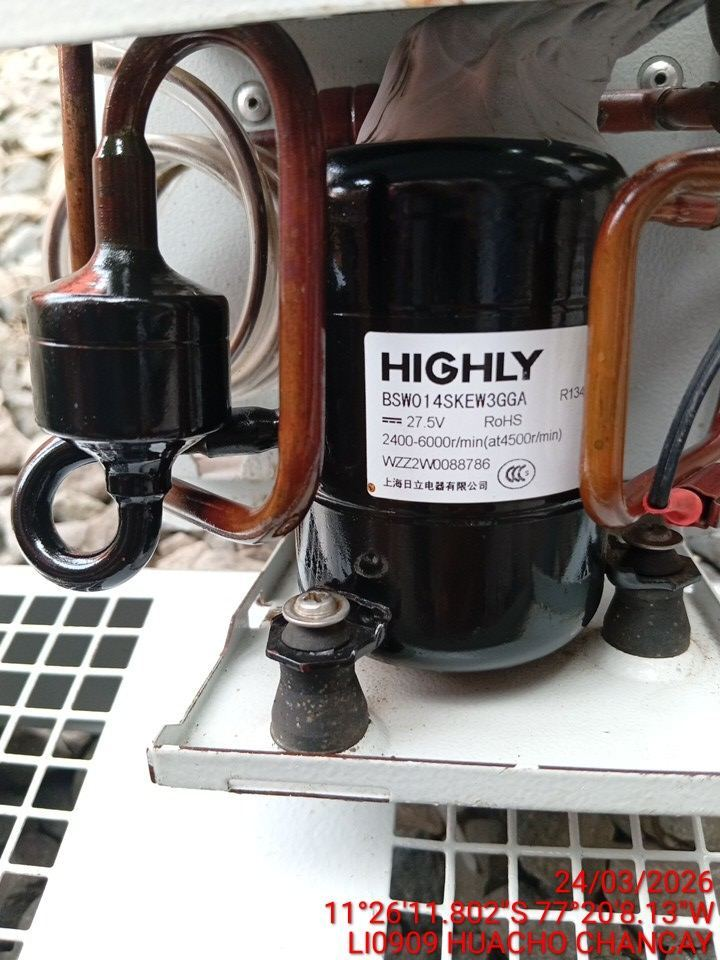 HIGHLY
BSW014SKEW3GGA R134
27.5V RoHS
2400-6000r/min(at4500r/min)
WZZ2W0088786
CCC S
上海日立电器有限公司
24/03/2026
11°26'11.802"S 77°20'8.13"W
LI0909 HUACHO CHANCAY